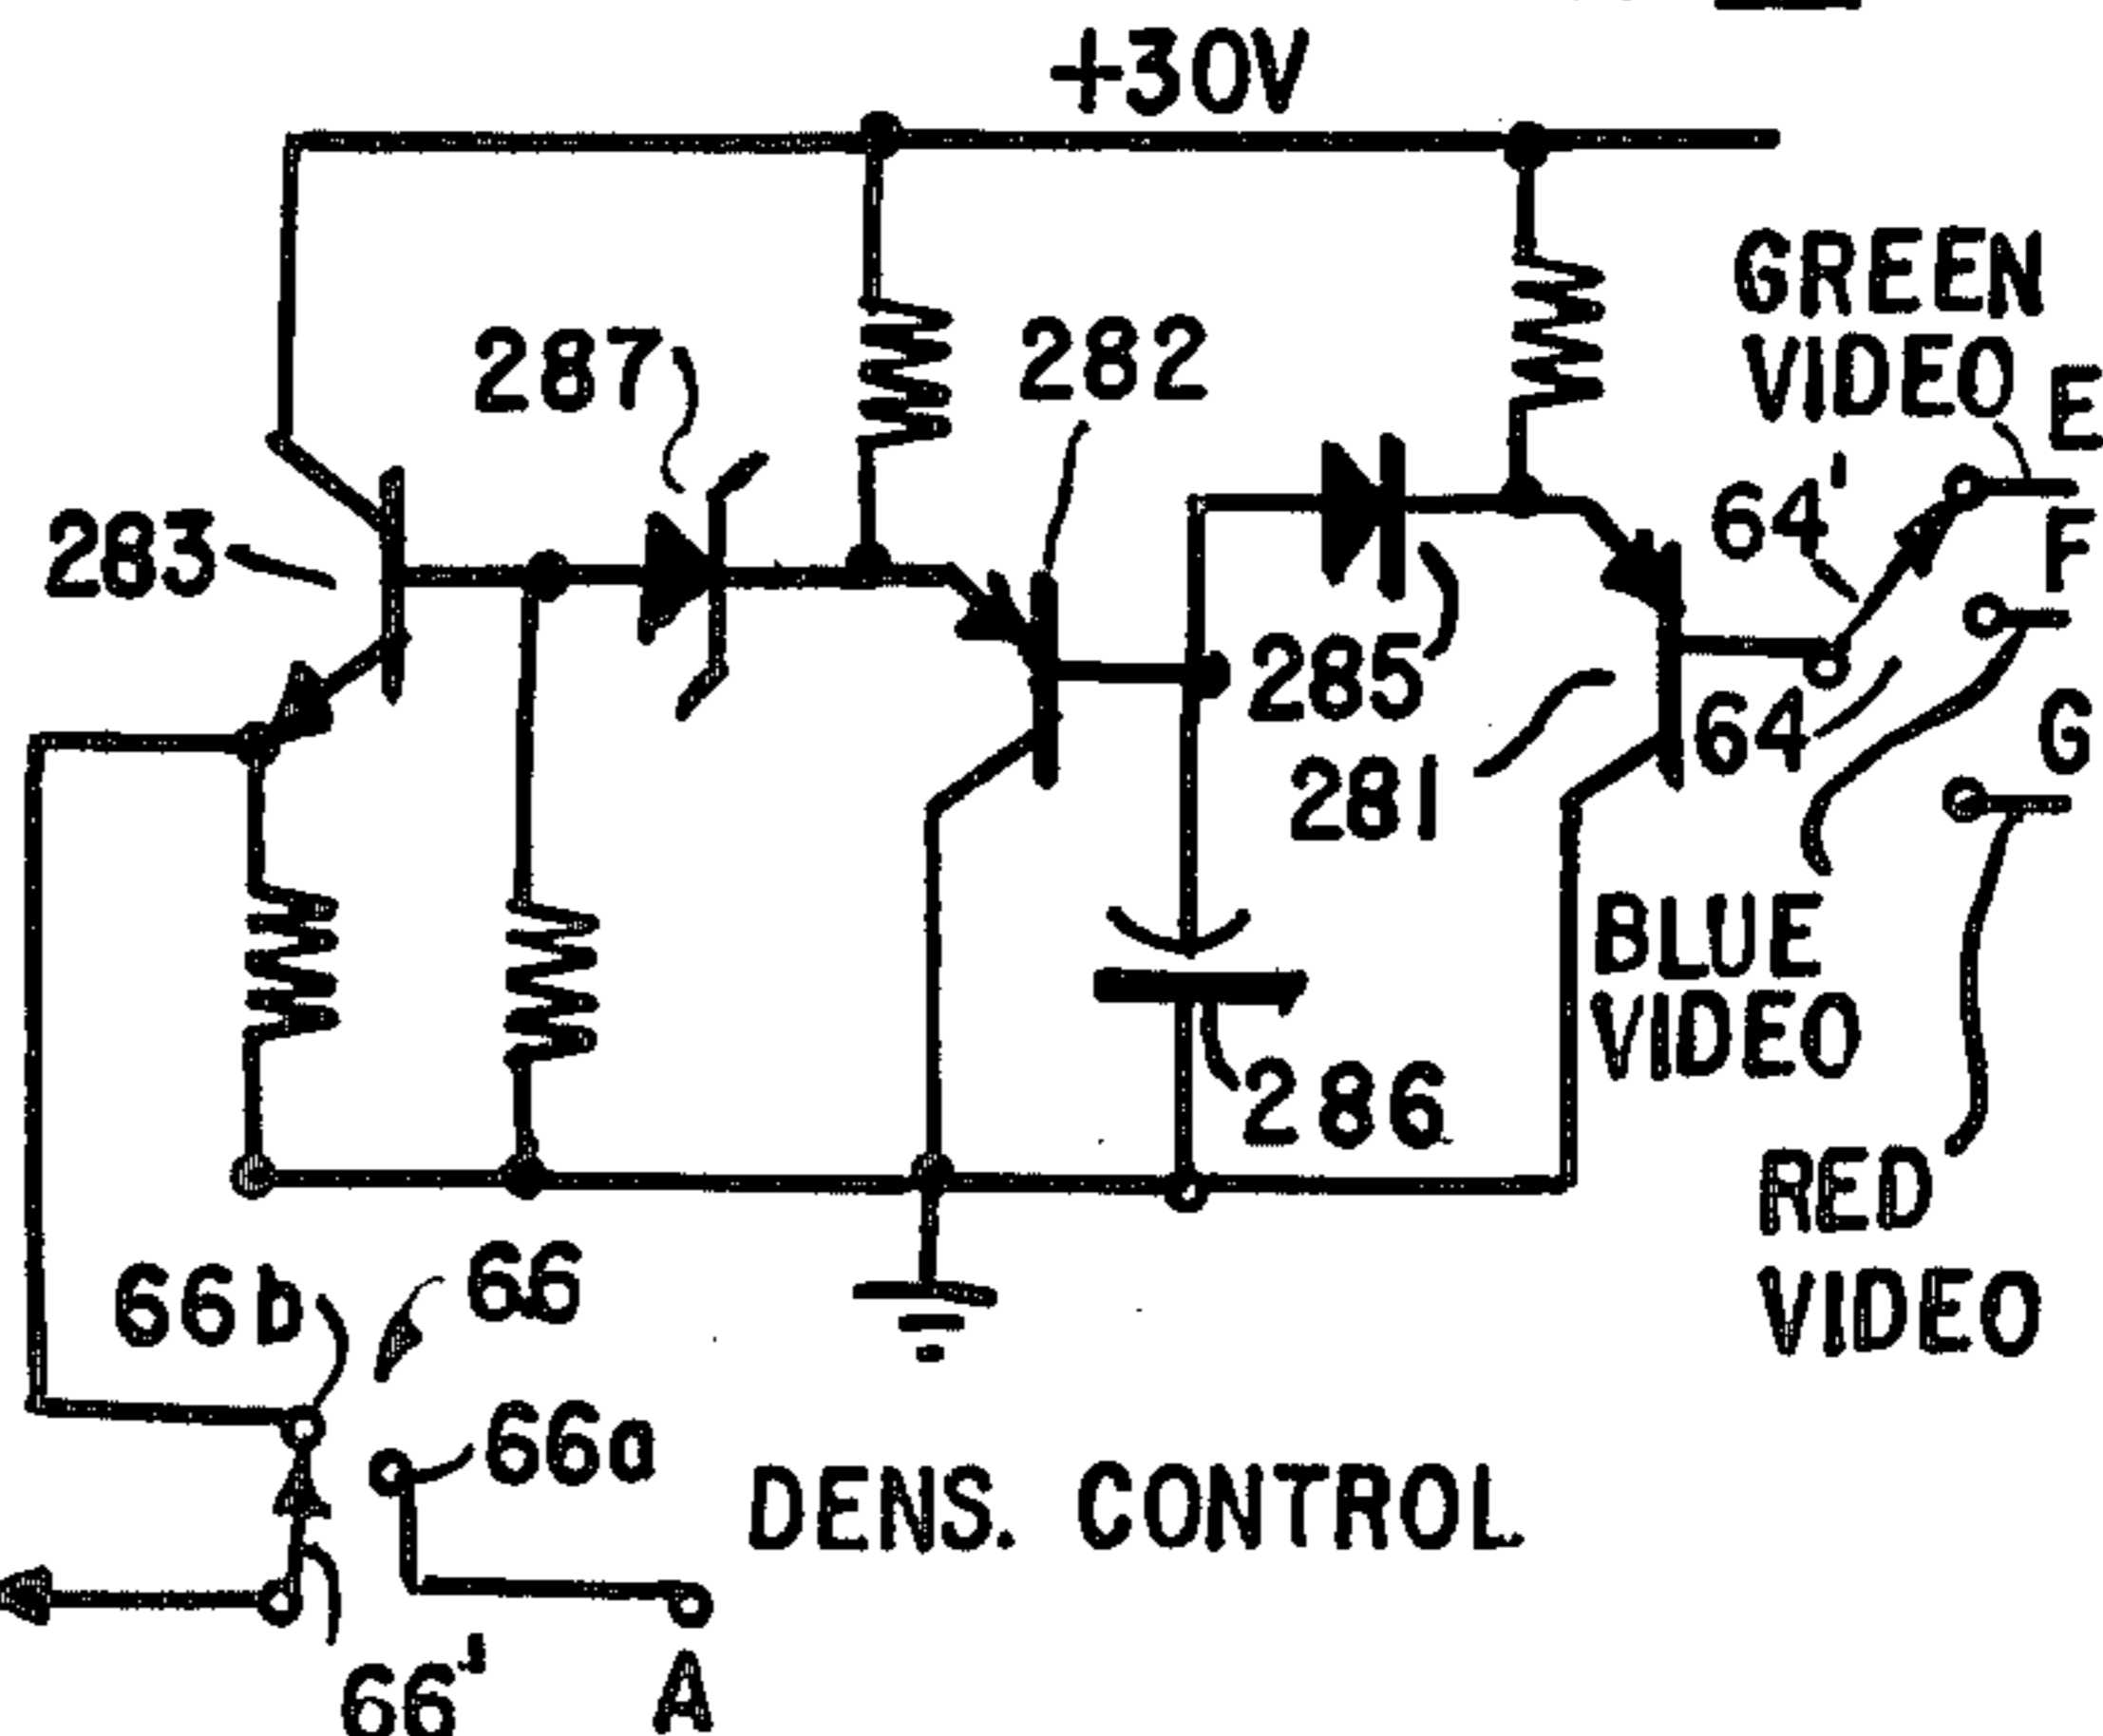 +30V
GREEN
VIDEO
E
287
282
64'
F
283
285
64
G
281
BLUE
VIDEO
286
RED
VIDEO
66b
66
66a
DENS. CONTROL
66'
A